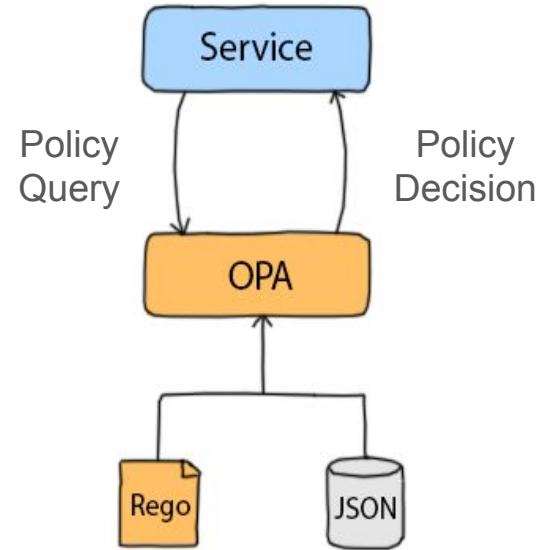 Service
Policy
Query
Policy
Decision
OPA
Rego
JSON